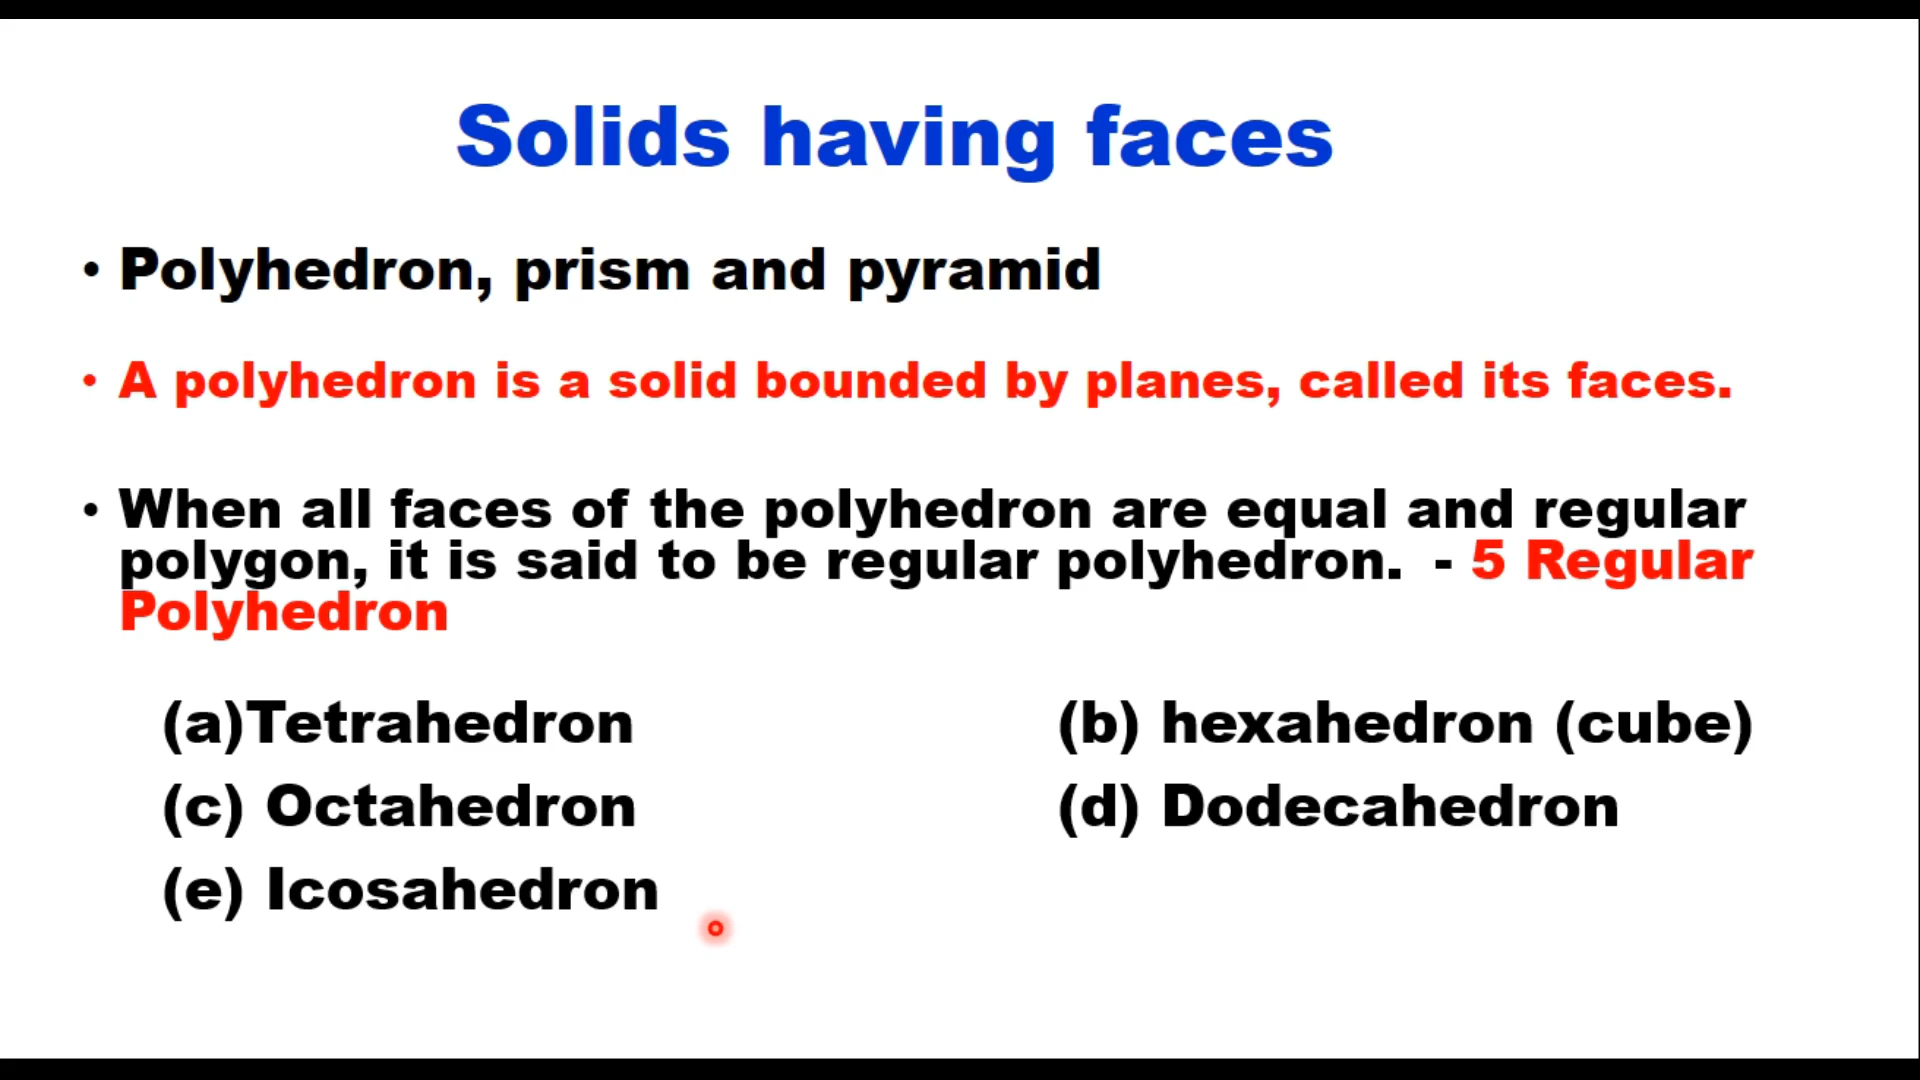 Solids having faces
• Polyhedron, prism and pyramid
• A polyhedron is a solid bounded by planes, called its faces.
• When all faces of the polyhedron are equal and regular
polygon, it is said to be regular polyhedron. - 5 Regular
Polyhedron
(a)Tetrahedron (b) hexahedron (cube)
(c) Octahedron (d) Dodecahedron
(e) Icosahedron